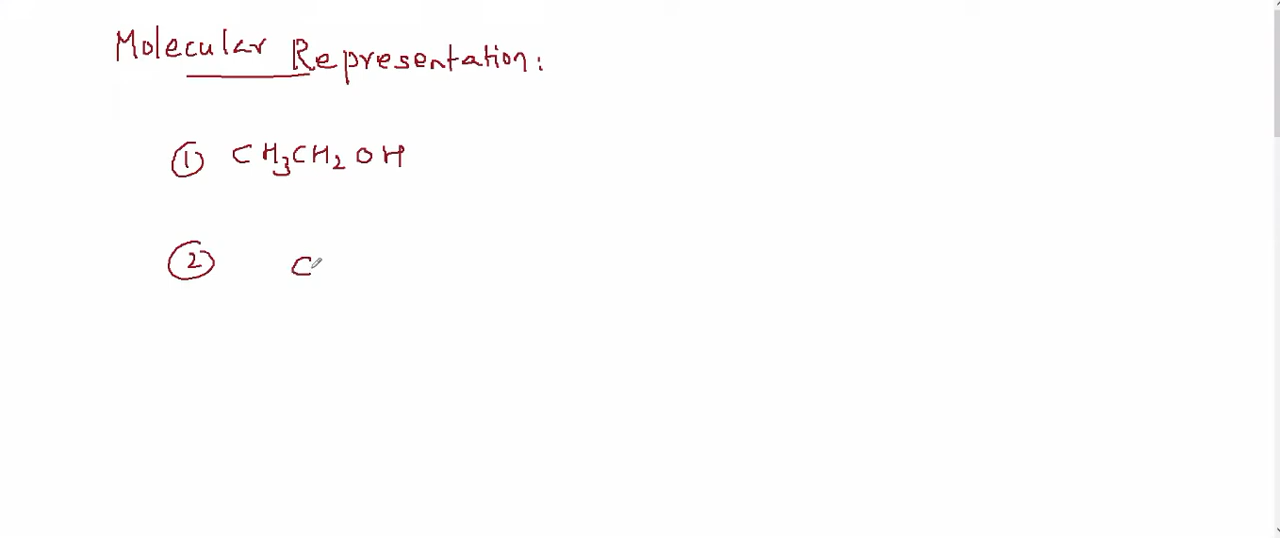 Molecular Representation:
① CH₃CH₂OH
② C